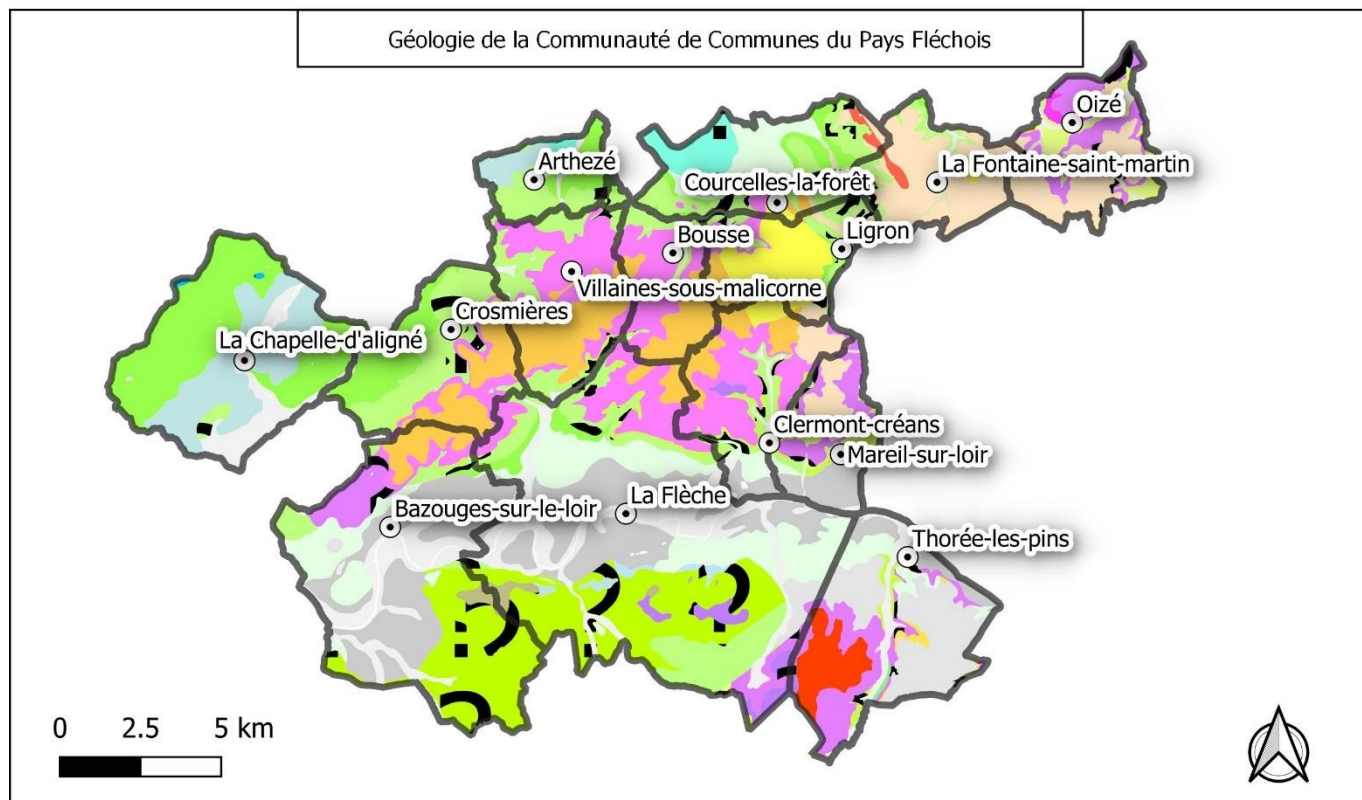 Géologie de la Communauté de Communes du Pays Fléchois
Oizé
Arthezé
La Fontaine-saint-martin
Courcelles-la-forêt
Bousse
Ligron
Villaines-sous-malicorne
Crosmières
La Chapelle-d'aligné
Clermont-créans
Mareil-sur-loir
La Flèche
Bazouges-sur-le-loir
Thorée-les-pins
0 2.5 5 km